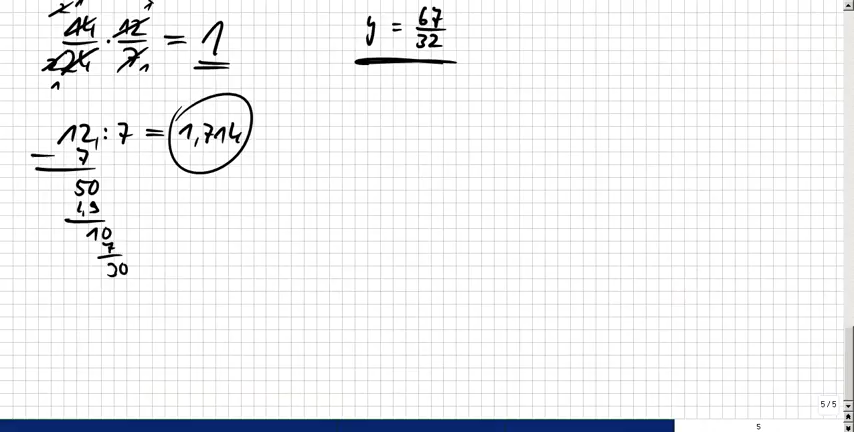 14/24 · 12/7 = 1
y = 67/32
12, : 7 = 1,714
− 7
50
49
10
7
30
5/5
5